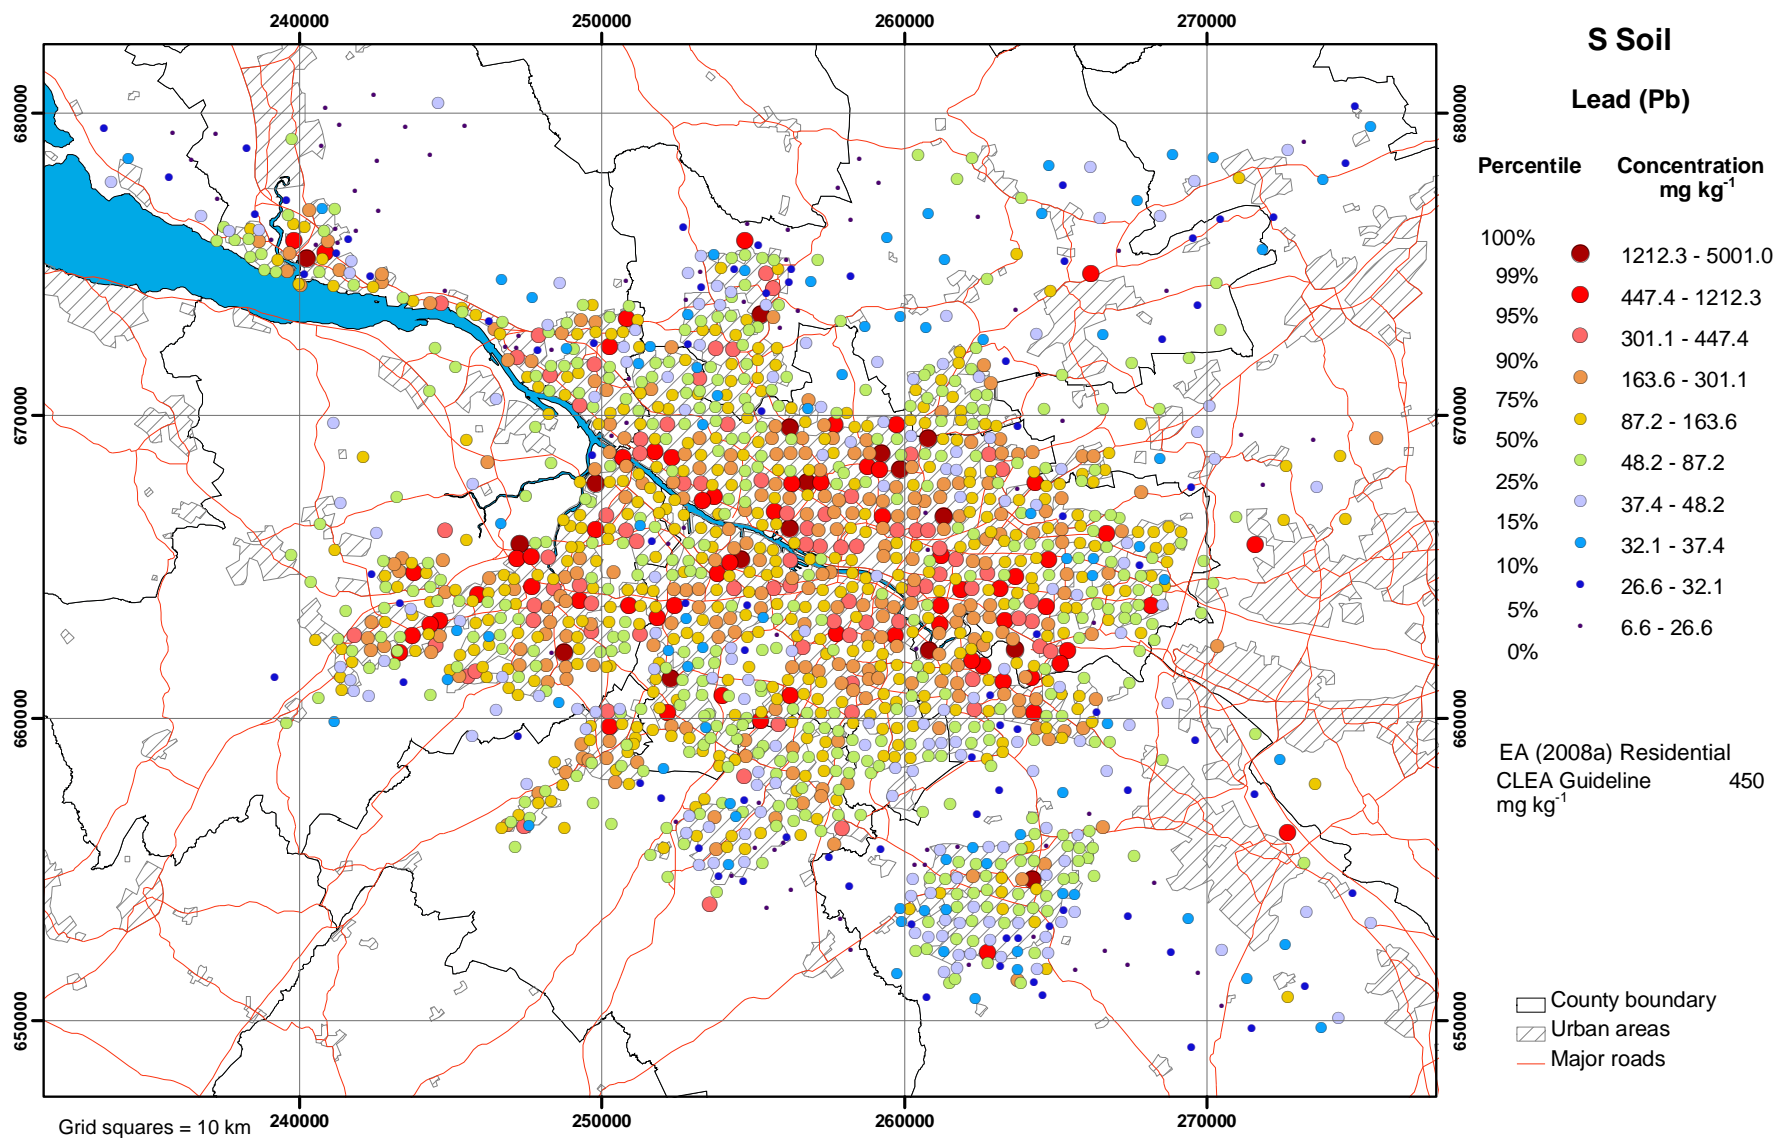 240000
250000
260000
270000
S Soil
Lead (Pb)
680000
680000
Percentile
Concentration
mg kg-1
100%
1212.3 - 5001.0
99%
447.4 - 1212.3
95%
301.1 - 447.4
90%
163.6 - 301.1
75%
87.2 - 163.6
50%
48.2 - 87.2
25%
37.4 - 48.2
15%
32.1 - 37.4
10%
26.6 - 32.1
5%
6.6 - 26.6
0%
670000
670000
660000
660000
EA (2008a) Residential
CLEA Guideline 450
mg kg-1
650000
650000
County boundary
Urban areas
Major roads
240000
250000
260000
270000
Grid squares = 10 km